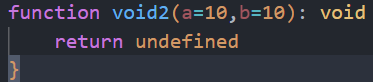 function void2(a=10,b=10): void
    return undefined
}